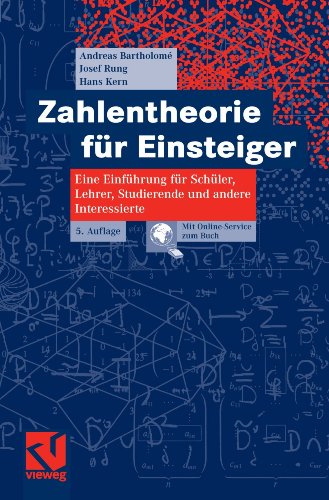 Andreas Bartholomé
Josef Rung
Hans Kern
Zahlentheorie
für Einsteiger
Eine Einführung für Schüler,
Lehrer, Studierende und andere
Interessierte
5. Auflage
Mit Online-Service
zum Buch
vieweg